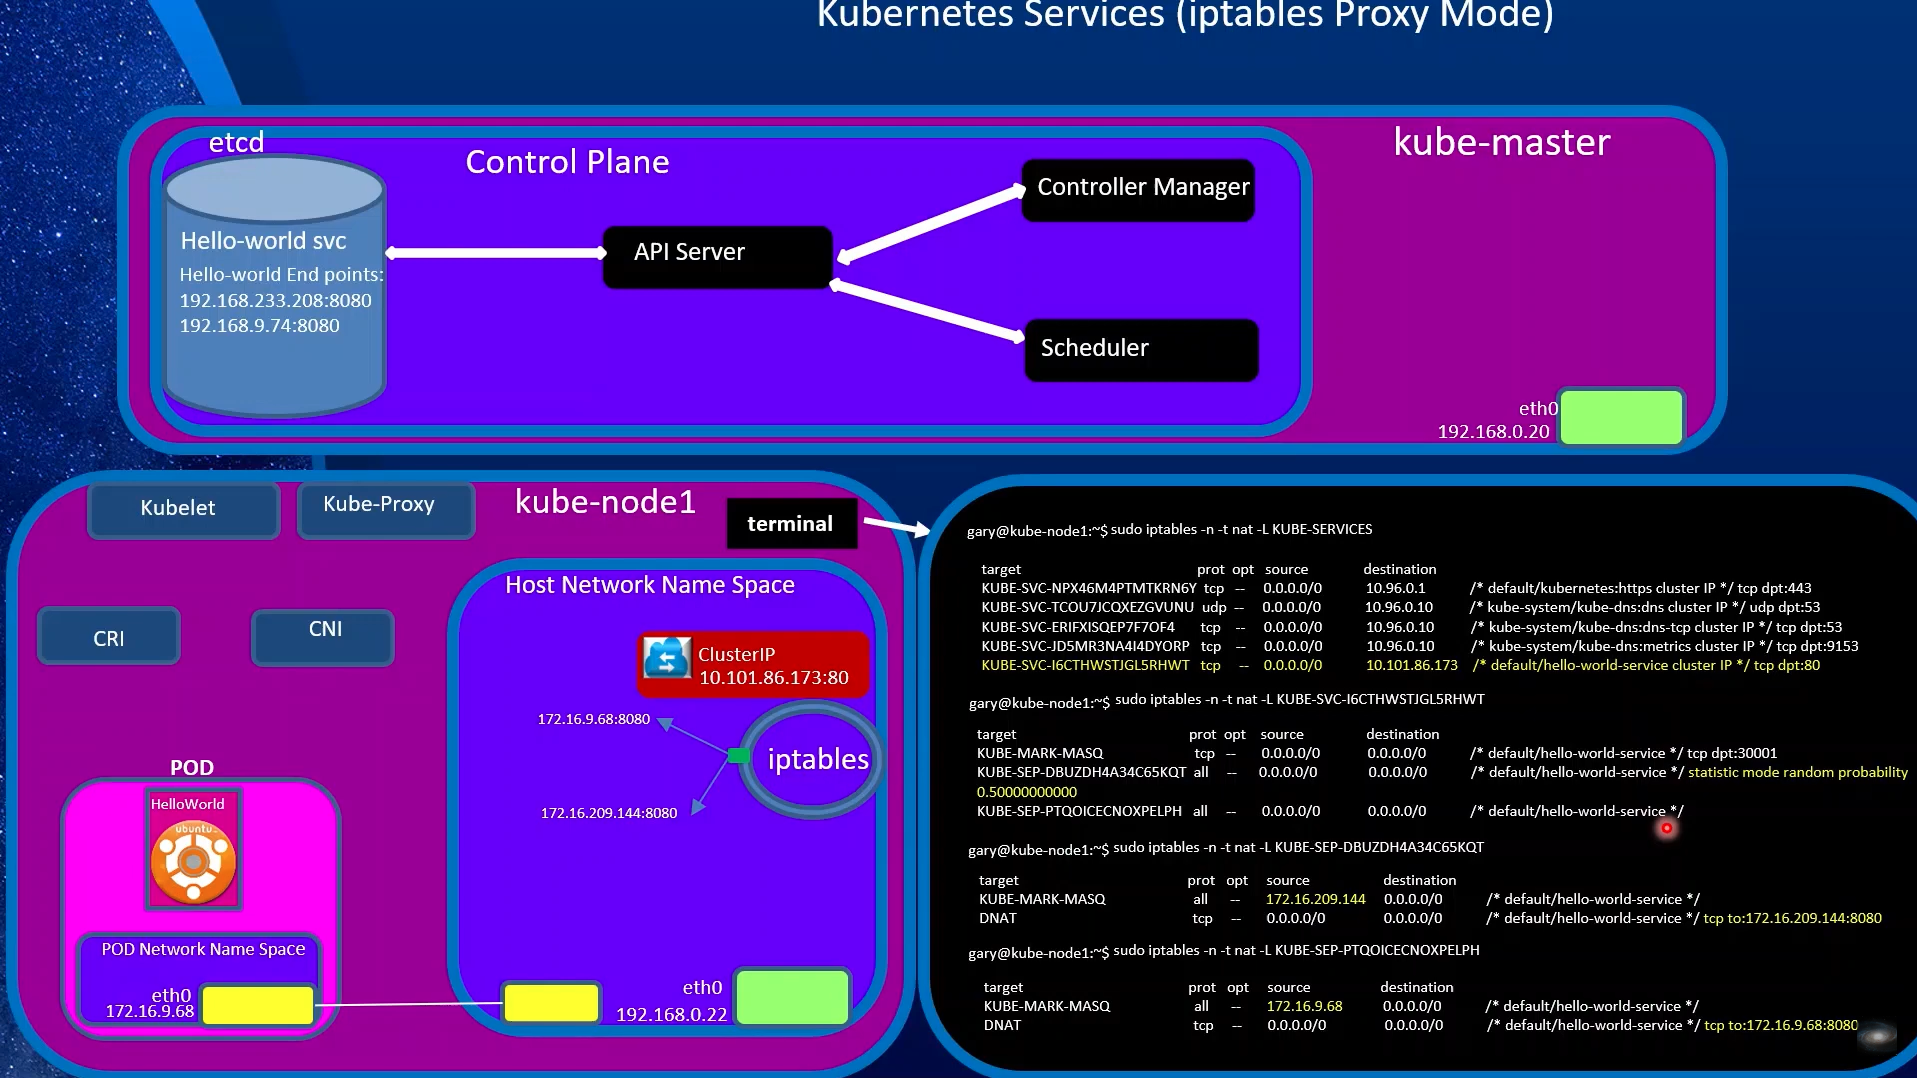 Kubernetes Services (iptables Proxy Mode)
etcd
Control Plane
kube-master
Controller Manager
Hello-world svc
Hello-world End points:
192.168.233.208:8080
192.168.9.74:8080
API Server
Scheduler
eth0
192.168.0.20
Kubelet
Kube-Proxy
kube-node1
terminal
CRI
CNI
Host Network Name Space
ClusterIP
10.101.86.173:80
172.16.9.68:8080
iptables
172.16.209.144:8080
POD
HelloWorld
ubuntu
POD Network Name Space
eth0
172.16.9.68
eth0
192.168.0.22
gary@kube-node1:~$ sudo iptables -n -t nat -L KUBE-SERVICES
target prot opt source destination
KUBE-SVC-NPX46M4PTMTKRN6Y tcp -- 0.0.0.0/0 10.96.0.1 /* default/kubernetes:https cluster IP */ tcp dpt:443
KUBE-SVC-TCOU7JCQXEZGVUNU udp -- 0.0.0.0/0 10.96.0.10 /* kube-system/kube-dns:dns cluster IP */ udp dpt:53
KUBE-SVC-ERIFXISQEP7F7OF4 tcp -- 0.0.0.0/0 10.96.0.10 /* kube-system/kube-dns:dns-tcp cluster IP */ tcp dpt:53
KUBE-SVC-JD5MR3NA4I4DYORP tcp -- 0.0.0.0/0 10.96.0.10 /* kube-system/kube-dns:metrics cluster IP */ tcp dpt:9153
KUBE-SVC-I6CTHWSTJGL5RHWT tcp -- 0.0.0.0/0 10.101.86.173 /* default/hello-world-service cluster IP */ tcp dpt:80
gary@kube-node1:~$ sudo iptables -n -t nat -L KUBE-SVC-I6CTHWSTJGL5RHWT
target prot opt source destination
KUBE-MARK-MASQ tcp -- 0.0.0.0/0 0.0.0.0/0 /* default/hello-world-service */ tcp dpt:30001
KUBE-SEP-DBUZDH4A34C65KQT all -- 0.0.0.0/0 0.0.0.0/0 /* default/hello-world-service */ statistic mode random probability
0.50000000000
KUBE-SEP-PTQOICECNOXPELPH all -- 0.0.0.0/0 0.0.0.0/0 /* default/hello-world-service */
gary@kube-node1:~$ sudo iptables -n -t nat -L KUBE-SEP-DBUZDH4A34C65KQT
target prot opt source destination
KUBE-MARK-MASQ all -- 172.16.209.144 0.0.0.0/0 /* default/hello-world-service */
DNAT tcp -- 0.0.0.0/0 0.0.0.0/0 /* default/hello-world-service */ tcp to:172.16.209.144:8080
gary@kube-node1:~$ sudo iptables -n -t nat -L KUBE-SEP-PTQOICECNOXPELPH
target prot opt source destination
KUBE-MARK-MASQ all -- 172.16.9.68 0.0.0.0/0 /* default/hello-world-service */
DNAT tcp -- 0.0.0.0/0 0.0.0.0/0 /* default/hello-world-service */ tcp to:172.16.9.68:8080